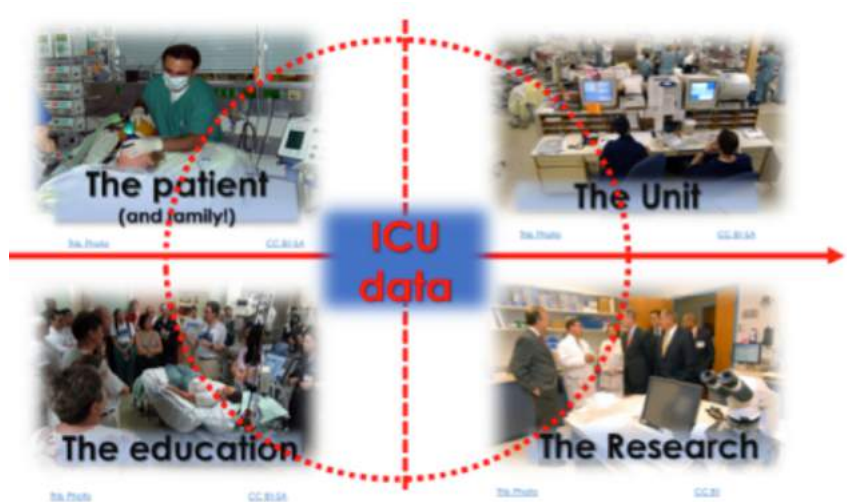 The patient
(and family!)
The Unit
This Photo
CC BY-SA
This Photo
CC BY-SA
ICU
data
The education
The Research
This Photo
CC BY-SA
This Photo
CC BY